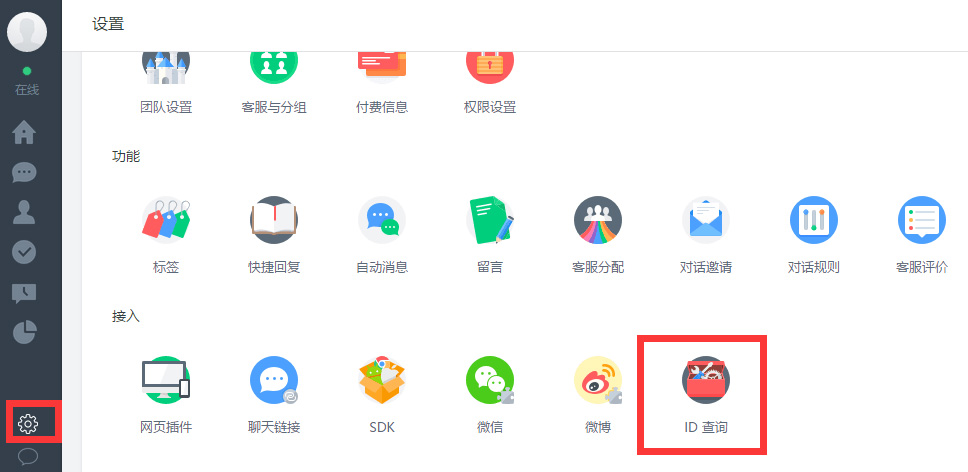 设置
在线
团队设置
客服与分组
付费信息
权限设置
功能
标签
快捷回复
自动消息
留言
客服分配
对话邀请
对话规则
客服评价
接入
网页插件
聊天链接
SDK
微信
微博
ID 查询